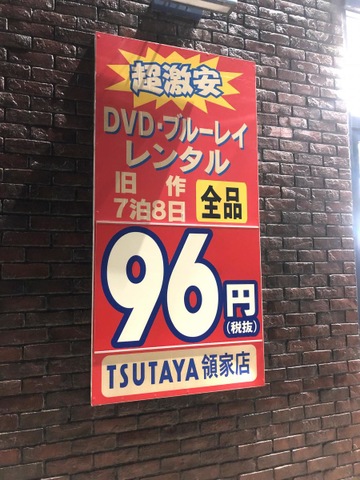 超激安
DVD・ブルーレイ
レンタル
旧作
7泊8日 全品
96円
(税抜)
TSUTAYA 領家店